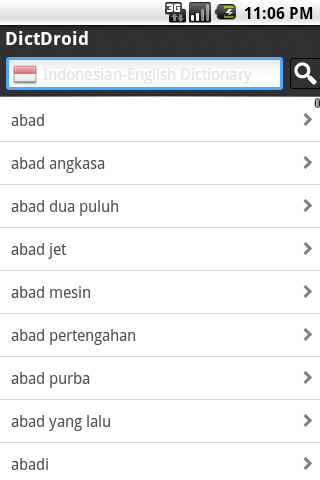 3G
11:06 PM
DictDroid
Indonesian-English Dictionary
abad
abad angkasa
abad dua puluh
abad jet
abad mesin
abad pertengahan
abad purba
abad yang lalu
abadi